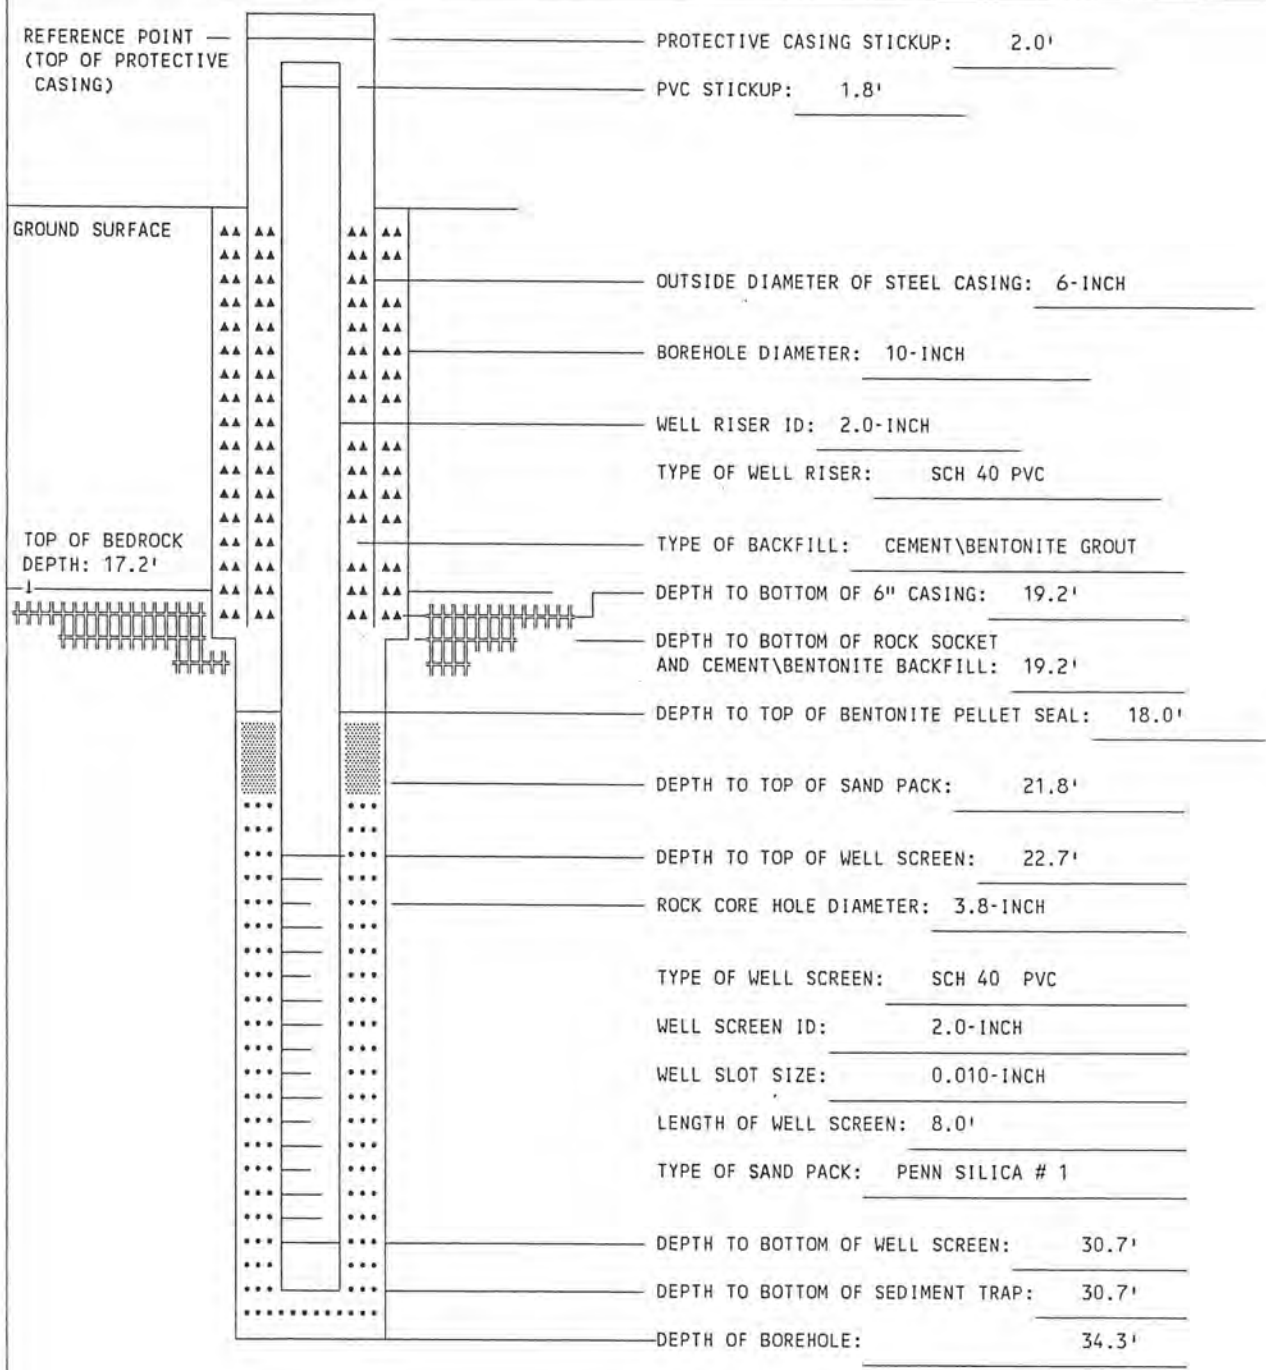 REFERENCE POINT
(TOP OF PROTECTIVE
CASING)
PROTECTIVE CASING STICKUP: 2.0'
PVC STICKUP: 1.8'
GROUND SURFACE
OUTSIDE DIAMETER OF STEEL CASING: 6-INCH
BOREHOLE DIAMETER: 10-INCH
WELL RISER ID: 2.0-INCH
TYPE OF WELL RISER: SCH 40 PVC
TOP OF BEDROCK
DEPTH: 17.2'
TYPE OF BACKFILL: CEMENT\BENTONITE GROUT
DEPTH TO BOTTOM OF 6" CASING: 19.2'
DEPTH TO BOTTOM OF ROCK SOCKET
AND CEMENT\BENTONITE BACKFILL: 19.2'
DEPTH TO TOP OF BENTONITE PELLET SEAL: 18.0'
DEPTH TO TOP OF SAND PACK: 21.8'
DEPTH TO TOP OF WELL SCREEN: 22.7'
ROCK CORE HOLE DIAMETER: 3.8-INCH
TYPE OF WELL SCREEN: SCH 40 PVC
WELL SCREEN ID: 2.0-INCH
WELL SLOT SIZE: 0.010-INCH
LENGTH OF WELL SCREEN: 8.0'
TYPE OF SAND PACK: PENN SILICA # 1
DEPTH TO BOTTOM OF WELL SCREEN: 30.7'
DEPTH TO BOTTOM OF SEDIMENT TRAP: 30.7'
DEPTH OF BOREHOLE: 34.3'